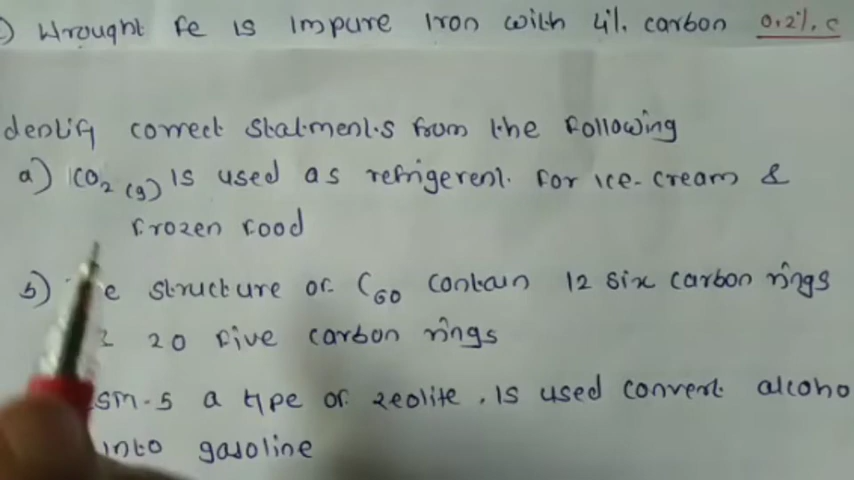 ) Wrought Fe is impure Iron with 4%. carbon 0.2%. c
dentify correct statments from the following
a) CO2 (g) is used as refrigerent. for ice-cream &
frozen food
b) structure of C60 contain 12 six carbon rings
20 five carbon rings
sm-5 a type of zeolite. is used convert alcoho
into gasoline